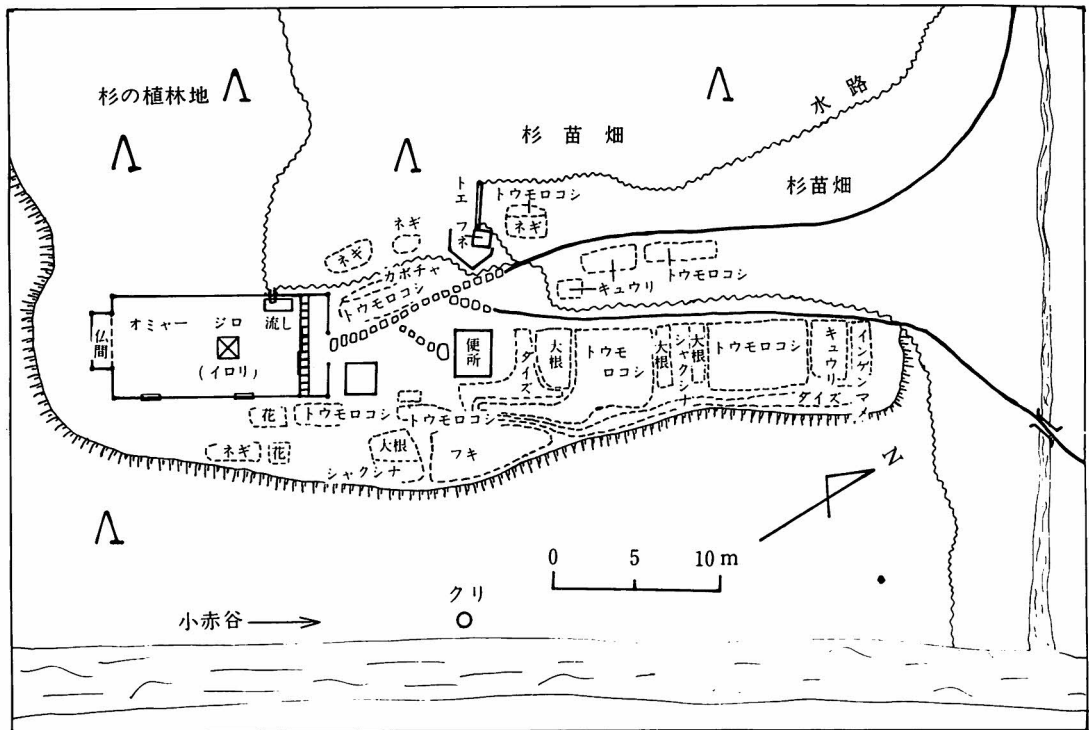 杉の植林地
杉苗畑
水路
杉苗畑
トエ
フネ
トウモロコシ
ネギ
ネギ
ネギ
カボチャ
トウモロコシ
キュウリ
トウモロコシ
仏間
オミャー
ジロ
(イロリ)
流し
便所
ダイズ
大根
トウモロコシ
大根
シャクシナ
大根
トウモロコシ
キュウリ
インゲンマメ
ダイズ
花
トウモロコシ
トウモロコシ
ネギ
花
大根
シャクシナ
フキ
N
0 5 10m
クリ
小赤谷